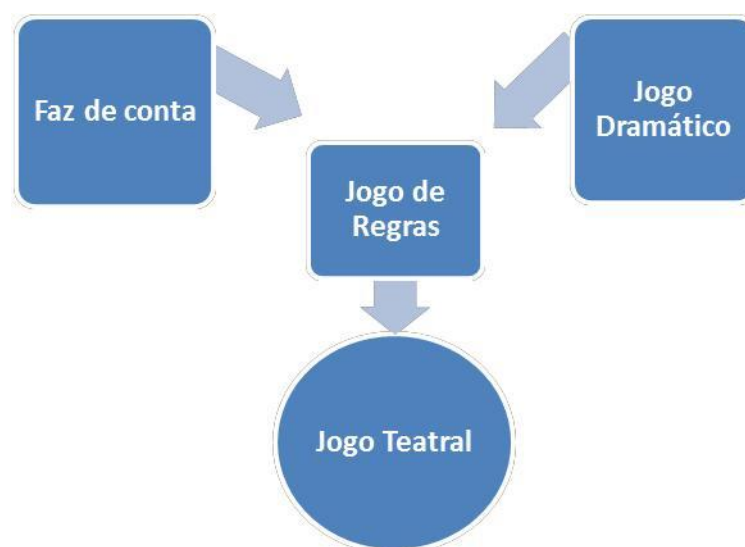 Faz de conta
Jogo
Dramático
Jogo de
Regras
Jogo Teatral